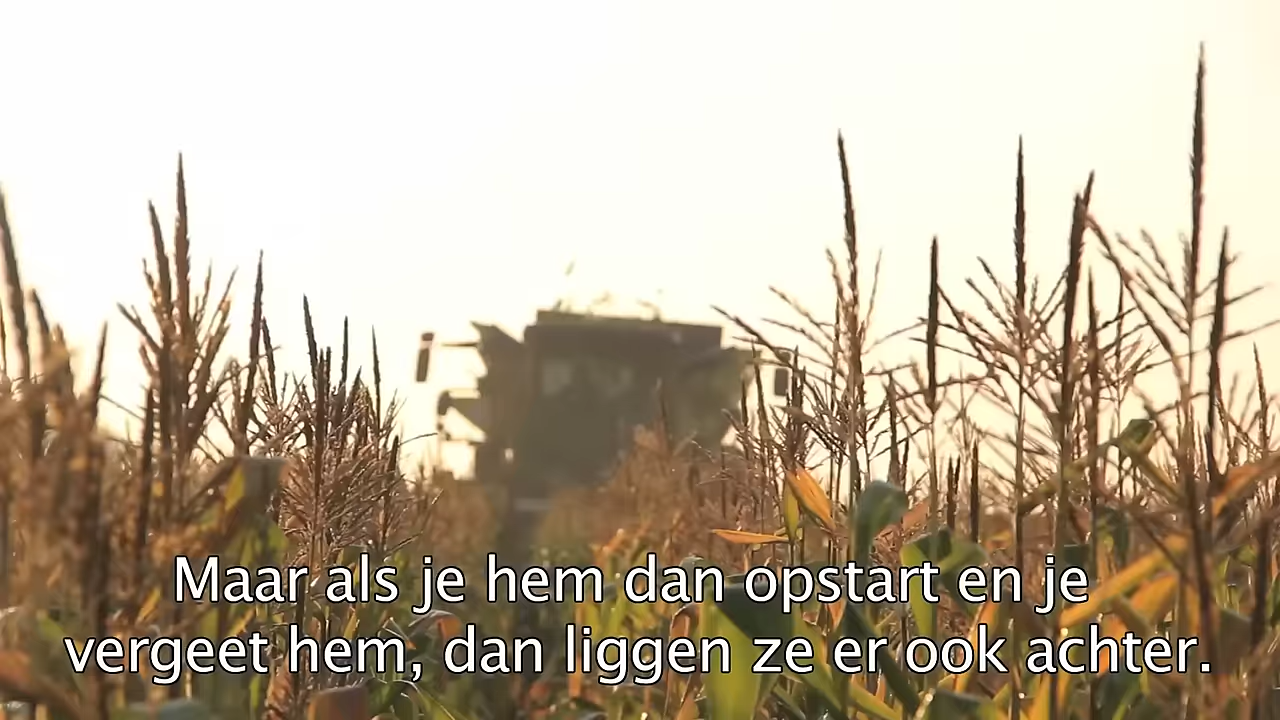 Maar als je hem dan opstart en je
vergeet hem, dan liggen ze er ook achter.